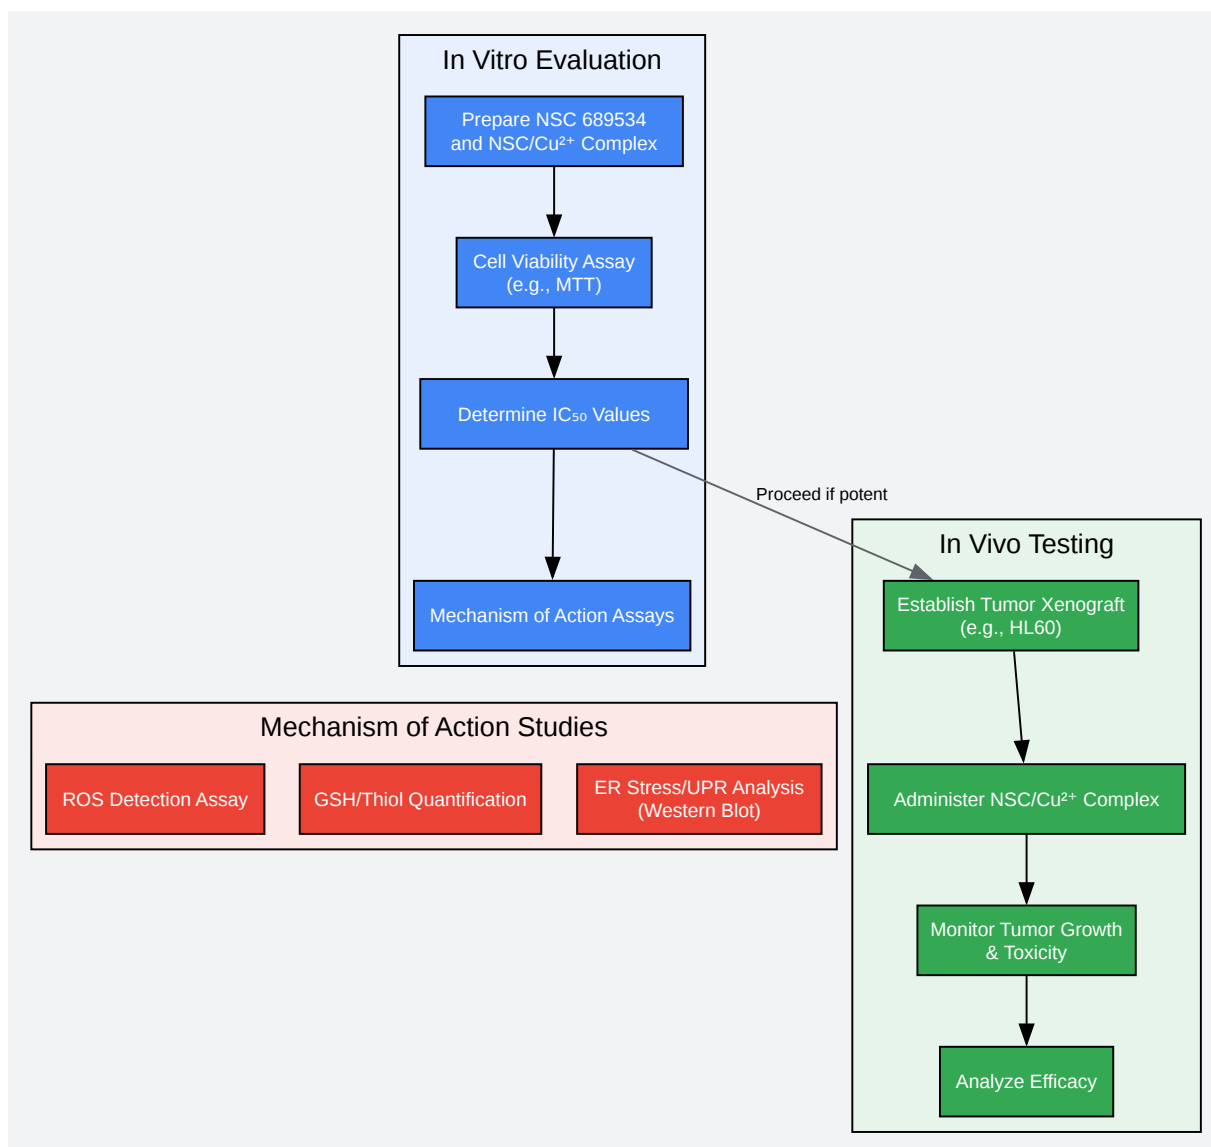 In Vitro Evaluation
Prepare NSC 689534
and NSC/Cu²⁺ Complex
Cell Viability Assay
(e.g., MTT)
Determine IC₅₀ Values
Proceed if potent
Mechanism of Action Assays
In Vivo Testing
Establish Tumor Xenograft
(e.g., HL60)
Administer NSC/Cu²⁺ Complex
Monitor Tumor Growth
& Toxicity
Analyze Efficacy
Mechanism of Action Studies
ROS Detection Assay
GSH/Thiol Quantification
ER Stress/UPR Analysis
(Western Blot)